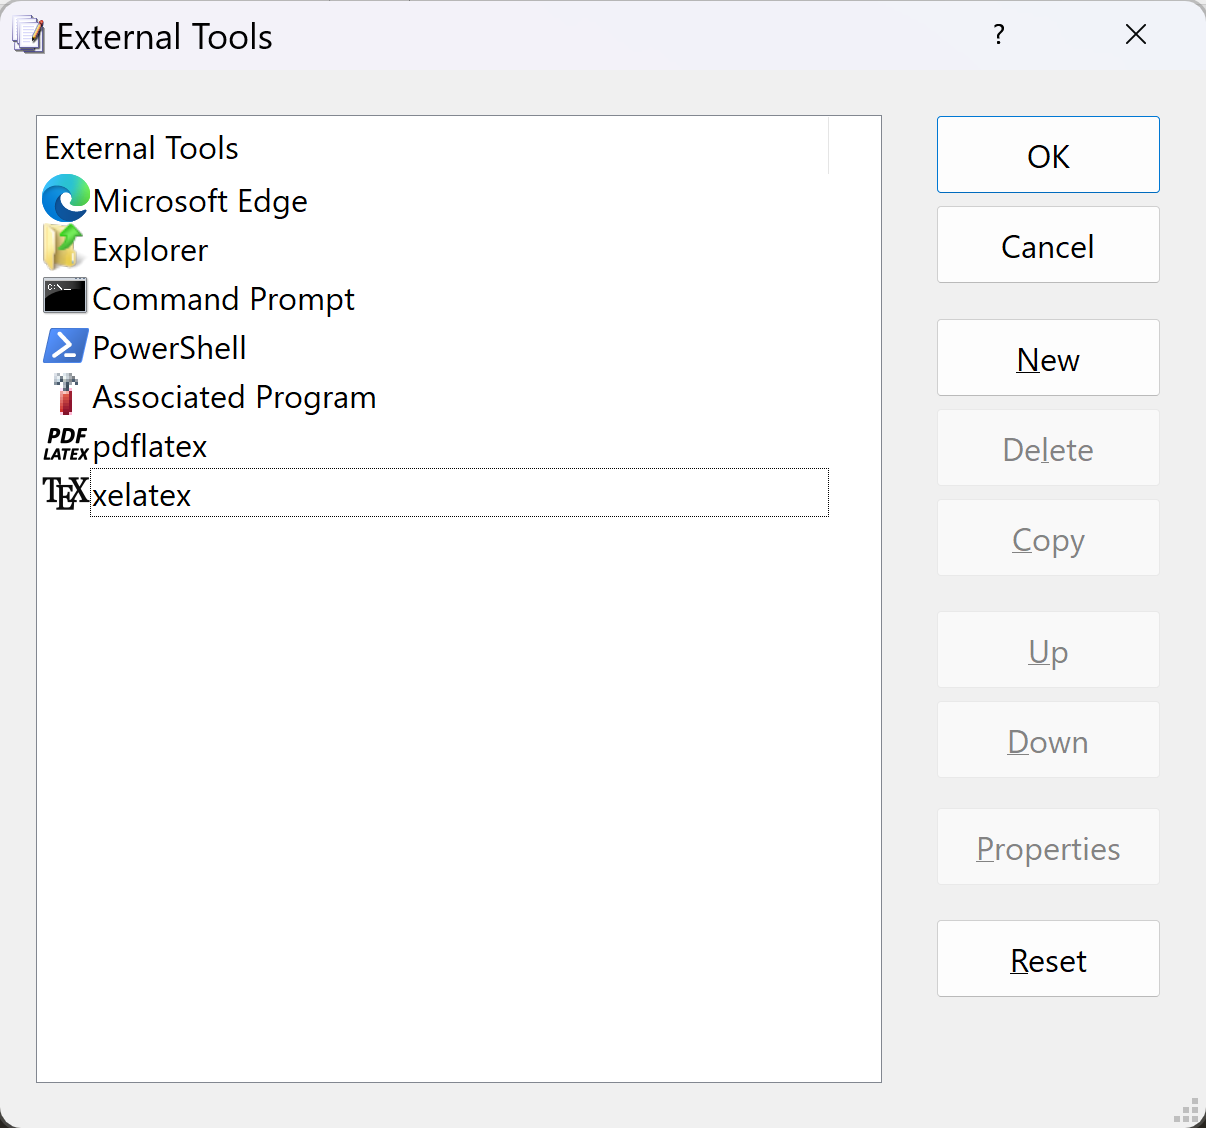 External Tools
?
External Tools
Microsoft Edge
Explorer
C:\_
Command Prompt
PowerShell
Associated Program
PDF
LATEX
pdflatex
TEX
xelatex
OK
Cancel
New
Delete
Copy
Up
Down
Properties
Reset